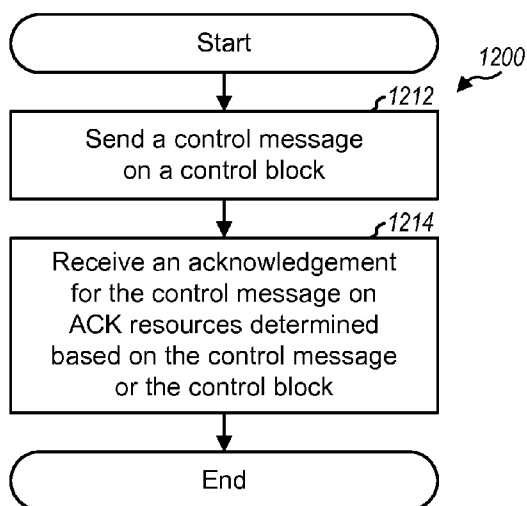 Start
1200
1212
Send a control message
on a control block
1214
Receive an acknowledgement
for the control message on
ACK resources determined
based on the control message
or the control block
End